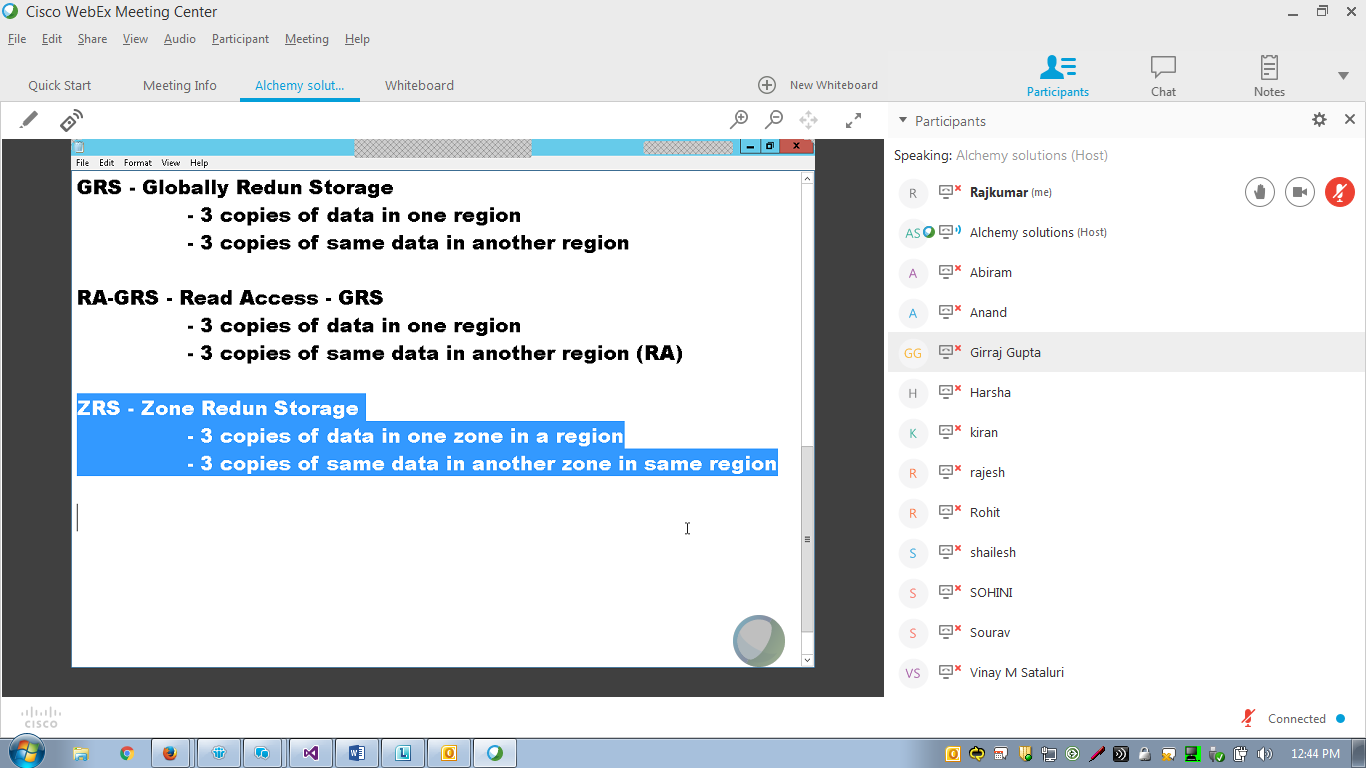 Cisco WebEx Meeting Center
File Edit Share View Audio Participant Meeting Help
Quick Start Meeting Info Alchemy solut... Whiteboard New Whiteboard
Participants Chat Notes
File Edit Format View Help
GRS - Globally Redun Storage
- 3 copies of data in one region
- 3 copies of same data in another region
RA-GRS - Read Access - GRS
- 3 copies of data in one region
- 3 copies of same data in another region (RA)
ZRS - Zone Redun Storage
- 3 copies of data in one zone in a region
- 3 copies of same data in another zone in same region
Participants
Speaking: Alchemy solutions (Host)
R Rajkumar (me)
AS Alchemy solutions (Host)
A Abiram
A Anand
GG Girraj Gupta
H Harsha
K kiran
R rajesh
R Rohit
S shailesh
S SOHINI
S Sourav
VS Vinay M Sataluri
CISCO
Connected
12:44 PM